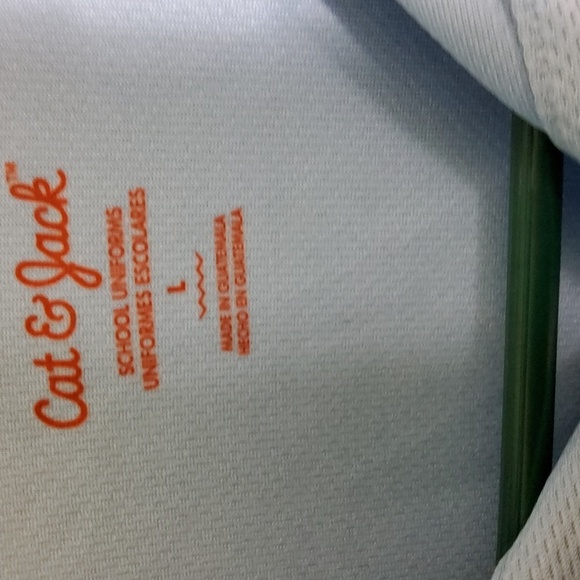 Cat & Jack™
SCHOOL UNIFORMS
UNIFORMES ESCOLARES
L
MADE IN GUATEMALA
HECHO EN GUATEMALA